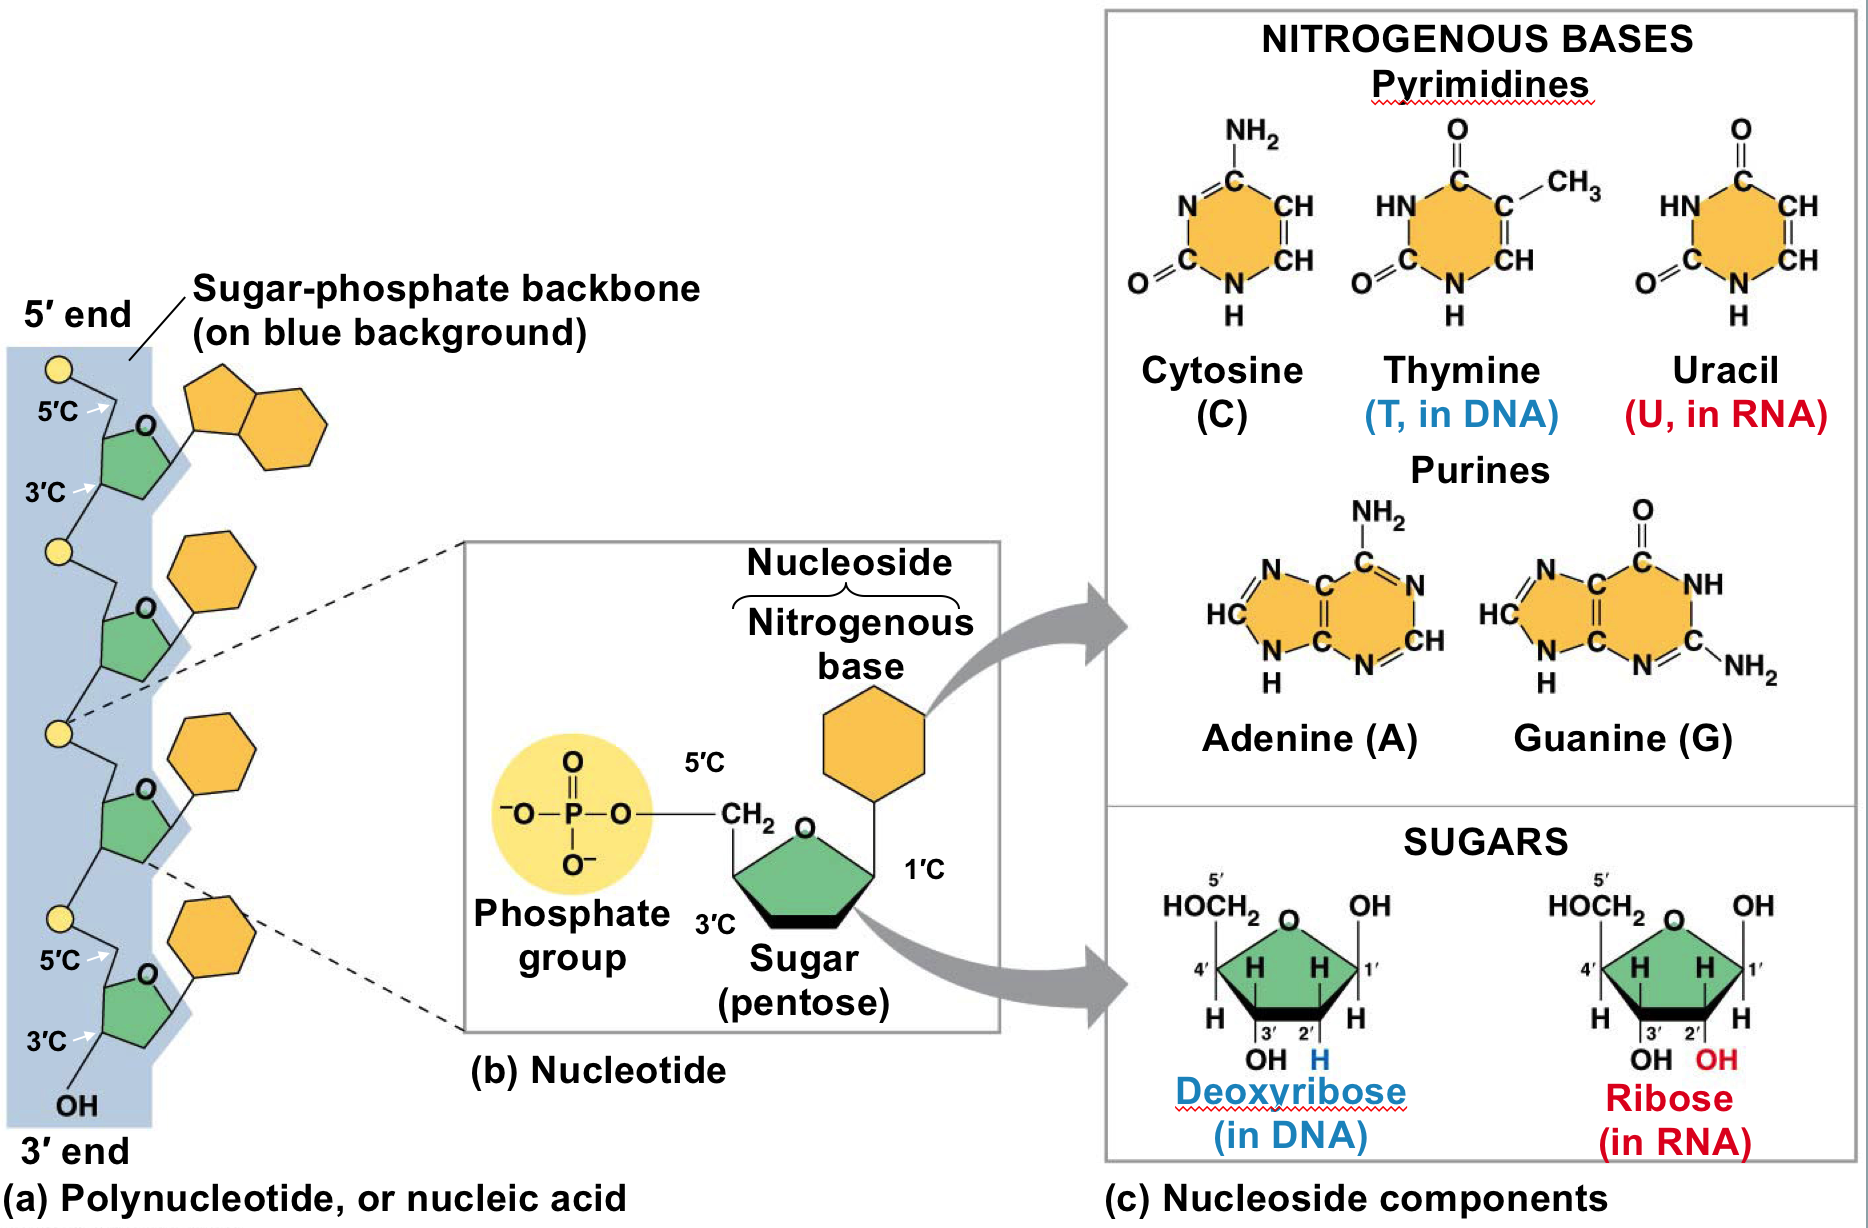 5′ end
Sugar-phosphate backbone
(on blue background)
5′C
O
3′C
O
O
5′C
O
3′C
OH
3′ end
(a) Polynucleotide, or nucleic acid
Nucleoside
Nitrogenous
base
5′C
O
⁻O–P–O
O⁻
CH₂
O
1′C
3′C
Phosphate
group
Sugar
(pentose)
(b) Nucleotide
NITROGENOUS BASES
Pyrimidines
NH₂
C
N
CH
C
CH
O
N
H
O
C
CH₃
HN
C
C
CH
O
N
H
O
C
HN
CH
C
CH
O
N
H
Cytosine
(C)
Thymine
(T, in DNA)
Uracil
(U, in RNA)
Purines
NH₂
N
C
C
N
HC
C
CH
N
N
H
O
N
C
C
NH
HC
C
C
N
N
NH₂
H
Adenine (A)
Guanine (G)
SUGARS
5′
HOCH₂
O
OH
4′
H
H
1′
H
H
3′
2′
OH
H
5′
HOCH₂
O
OH
4′
H
H
1′
H
H
3′
2′
OH
OH
Deoxyribose
(in DNA)
Ribose
(in RNA)
(c) Nucleoside components